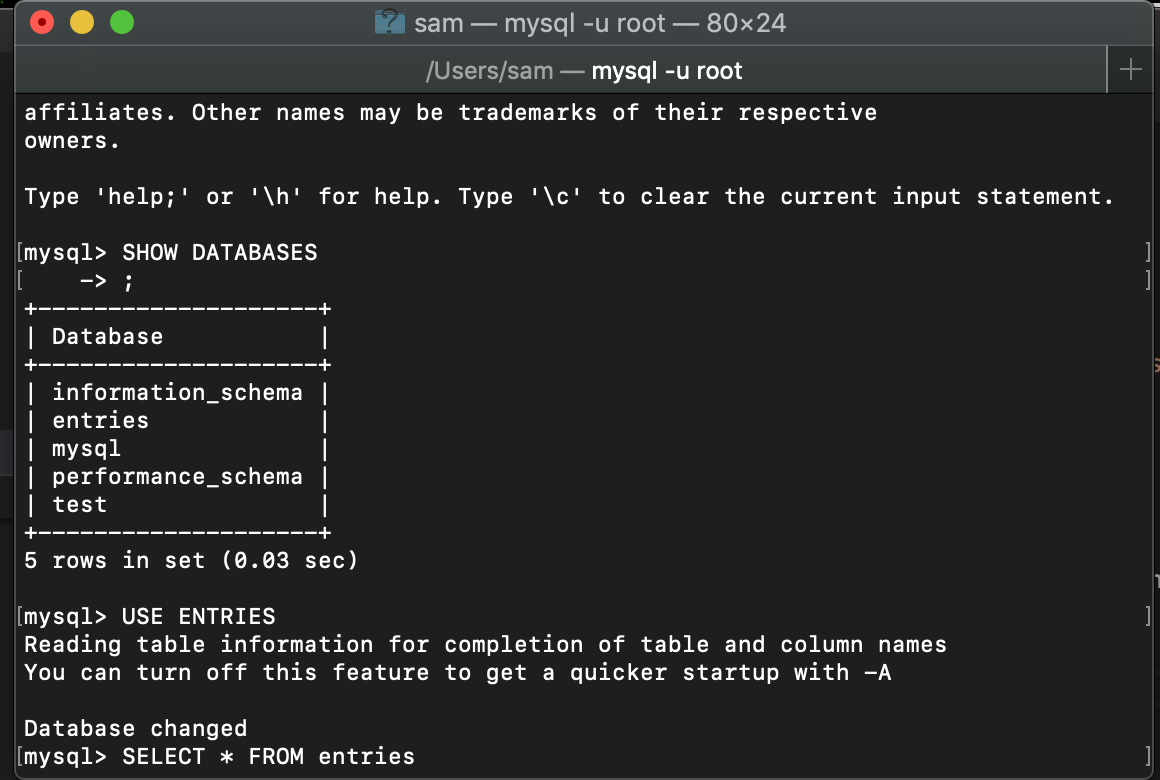 sam — mysql -u root — 80×24
/Users/sam — mysql -u root
affiliates. Other names may be trademarks of their respective
owners.
Type 'help;' or '\h' for help. Type '\c' to clear the current input statement.
[mysql> SHOW DATABASES ]
[    -> ; ]
+--------------------+
| Database           |
+--------------------+
| information_schema |
| entries            |
| mysql              |
| performance_schema |
| test               |
+--------------------+
5 rows in set (0.03 sec)
[mysql> USE ENTRIES ]
Reading table information for completion of table and column names
You can turn off this feature to get a quicker startup with -A
Database changed
[mysql> SELECT * FROM entries ]